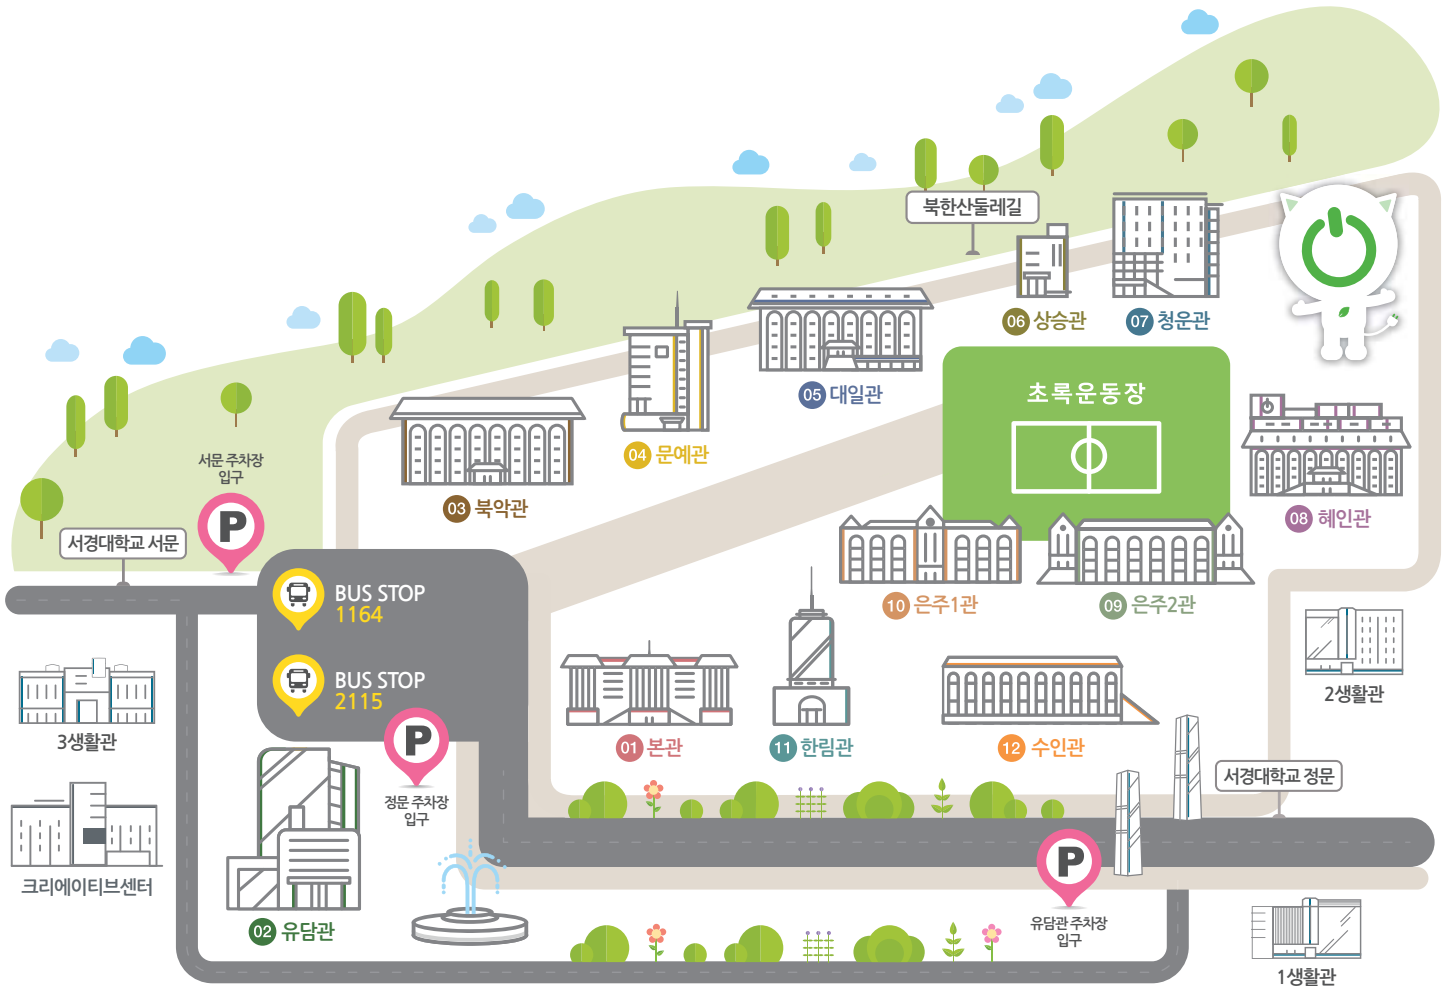 북한산둘레길
06 상승관
07 청운관
05 대일관
초록운동장
04 문예관
03 북악관
08 혜인관
서문 주차장
입구
P
서경대학교 서문
BUS STOP
1164
BUS STOP
2115
10 은주1관
09 은주2관
2생활관
3생활관
01 본관
11 한림관
12 수인관
P
정문 주차장
입구
서경대학교 정문
크리에이티브센터
02 유담관
P
유담관 주차장
입구
1생활관